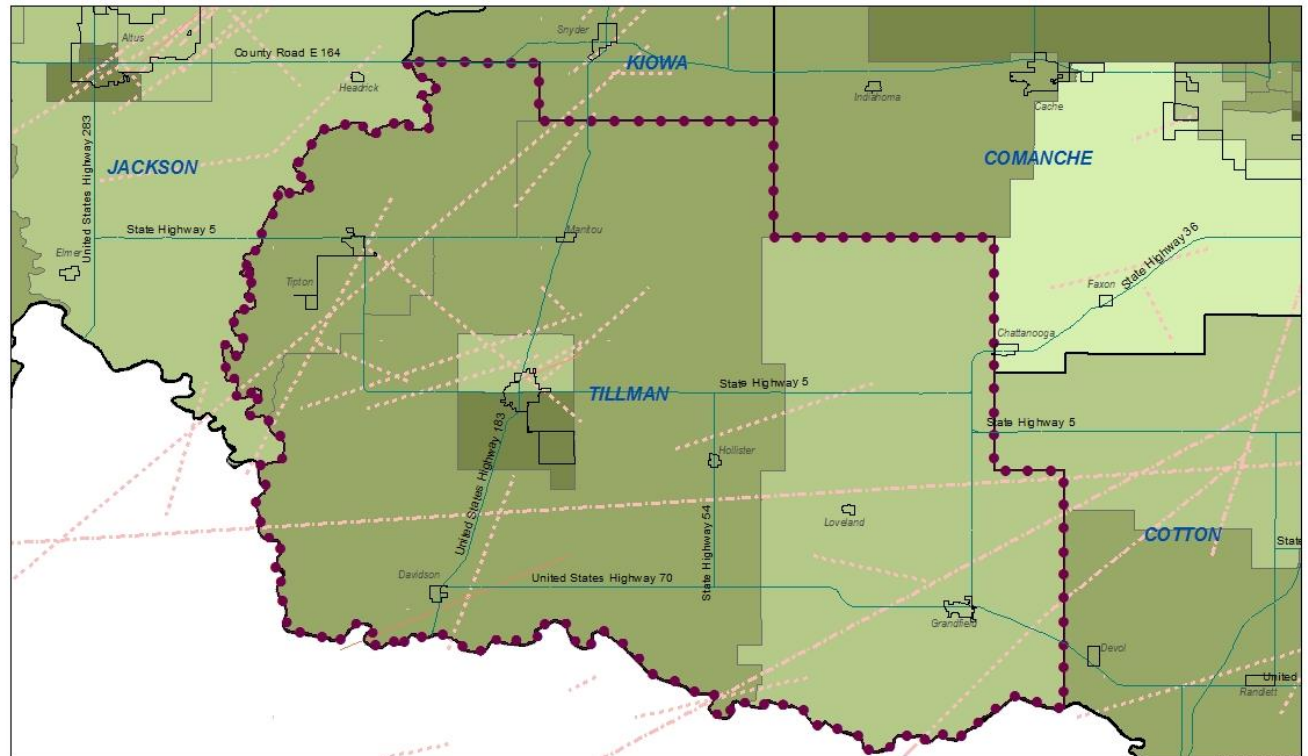 Snyder
Altus
County Road E 164
KIOWA
Headrick
Indiahoma
Cache
United States Highway 283
JACKSON
COMANCHE
State Highway 5
Manitou
Elmer
Tipton
State Highway 36
Faxon
Chattanooga
TILLMAN
State Highway 5
State Highway 5
United States Highway 183
Hollister
State Highway 54
Loveland
COTTON
State
Davidson
United States Highway 70
Grandfield
Devol
United
Randlett